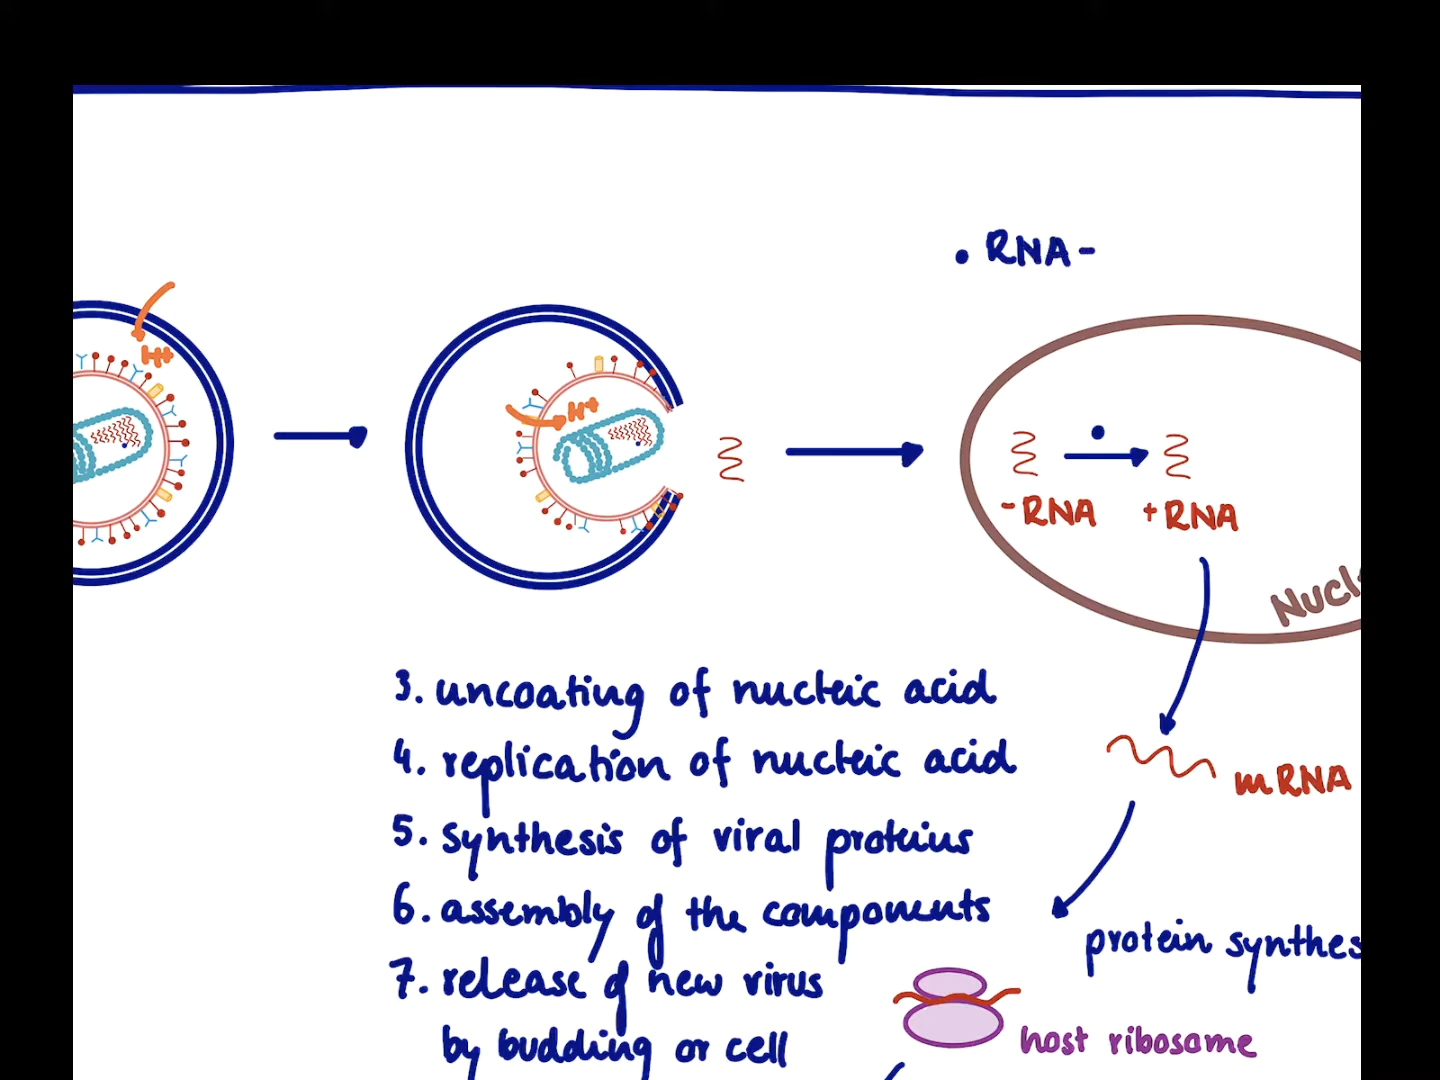 • RNA-
H+
H+
-RNA
+RNA
3. uncoating of nucleic acid
4. replication of nucleic acid
mRNA
5. synthesis of viral proteins
6. assembly of the components
protein synthes
7. release of new virus
by budding or cell
host ribosome